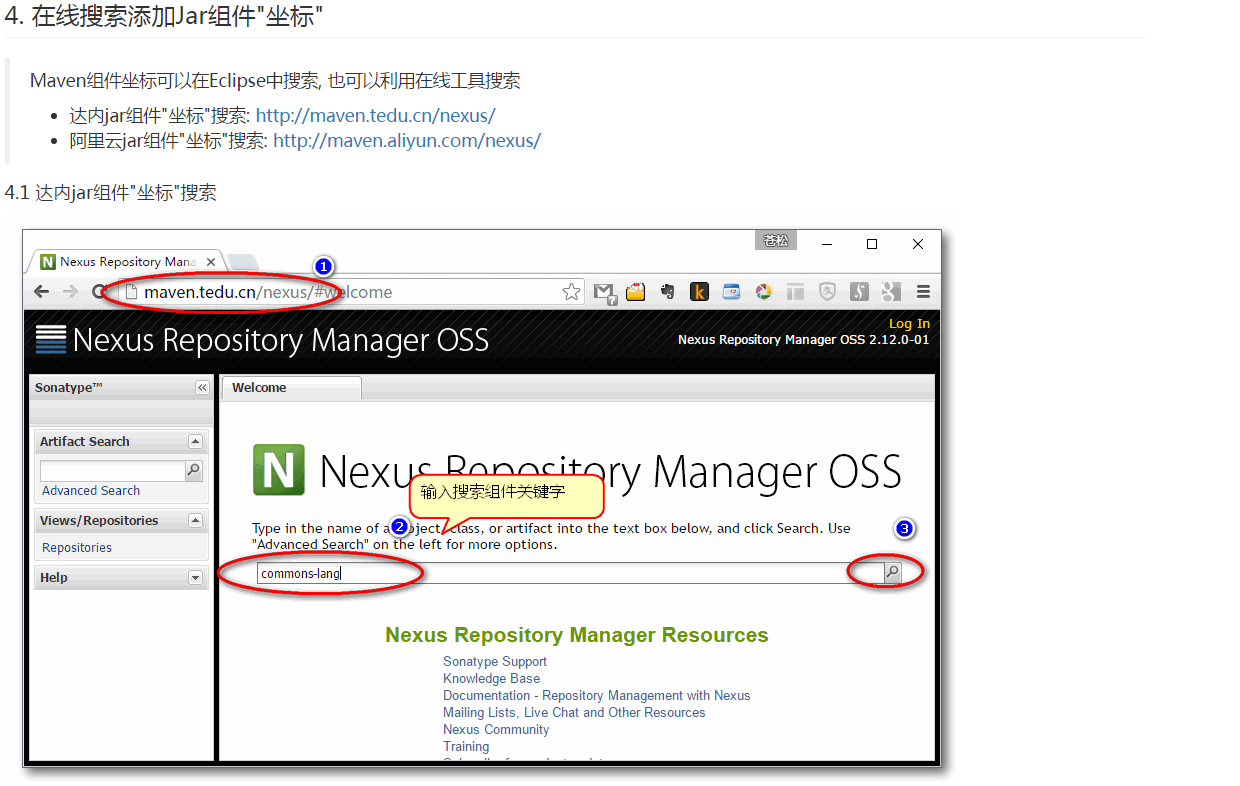 4. 在线搜索添加Jar组件"坐标"
Maven组件坐标可以在Eclipse中搜索, 也可以利用在线工具搜索
达内jar组件"坐标"搜索: http://maven.tedu.cn/nexus/
阿里云jar组件"坐标"搜索: http://maven.aliyun.com/nexus/
4.1 达内jar组件"坐标"搜索
苍松
Nexus Repository Mana
1
maven.tedu.cn/nexus/#welcome
Log In
Nexus Repository Manager OSS
Nexus Repository Manager OSS 2.12.0-01
Sonatype™
Welcome
Artifact Search
Advanced Search
Views/Repositories
Repositories
Help
N Nexus Repository Manager OSS
输入搜索组件关键字
2
3
Type in the name of a project, class, or artifact into the text box below, and click Search. Use
"Advanced Search" on the left for more options.
commons-lang
Nexus Repository Manager Resources
Sonatype Support
Knowledge Base
Documentation - Repository Management with Nexus
Mailing Lists, Live Chat and Other Resources
Nexus Community
Training